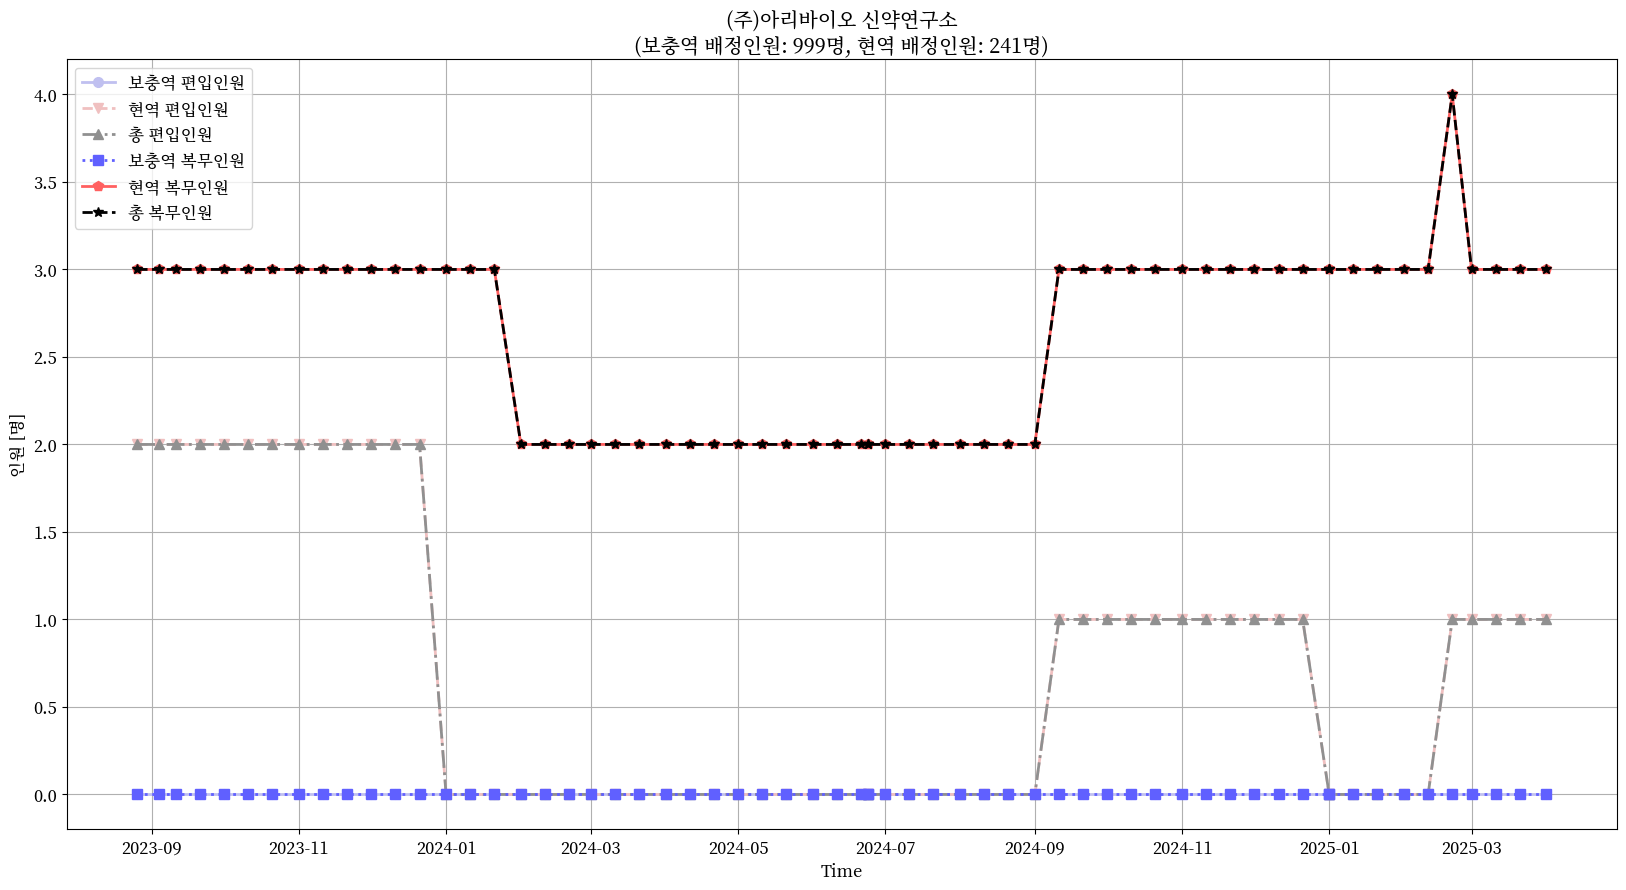 (주)아리바이오 신약연구소
(보충역 배정인원: 999명, 현역 배정인원: 241명)
보충역 편입인원
현역 편입인원
총 편입인원
보충역 복무인원
현역 복무인원
총 복무인원
4.0
3.5
3.0
2.5
2.0
1.5
1.0
0.5
0.0
인원 [명]
2023-09 2023-11 2024-01 2024-03 2024-05 2024-07 2024-09 2024-11 2025-01 2025-03
Time